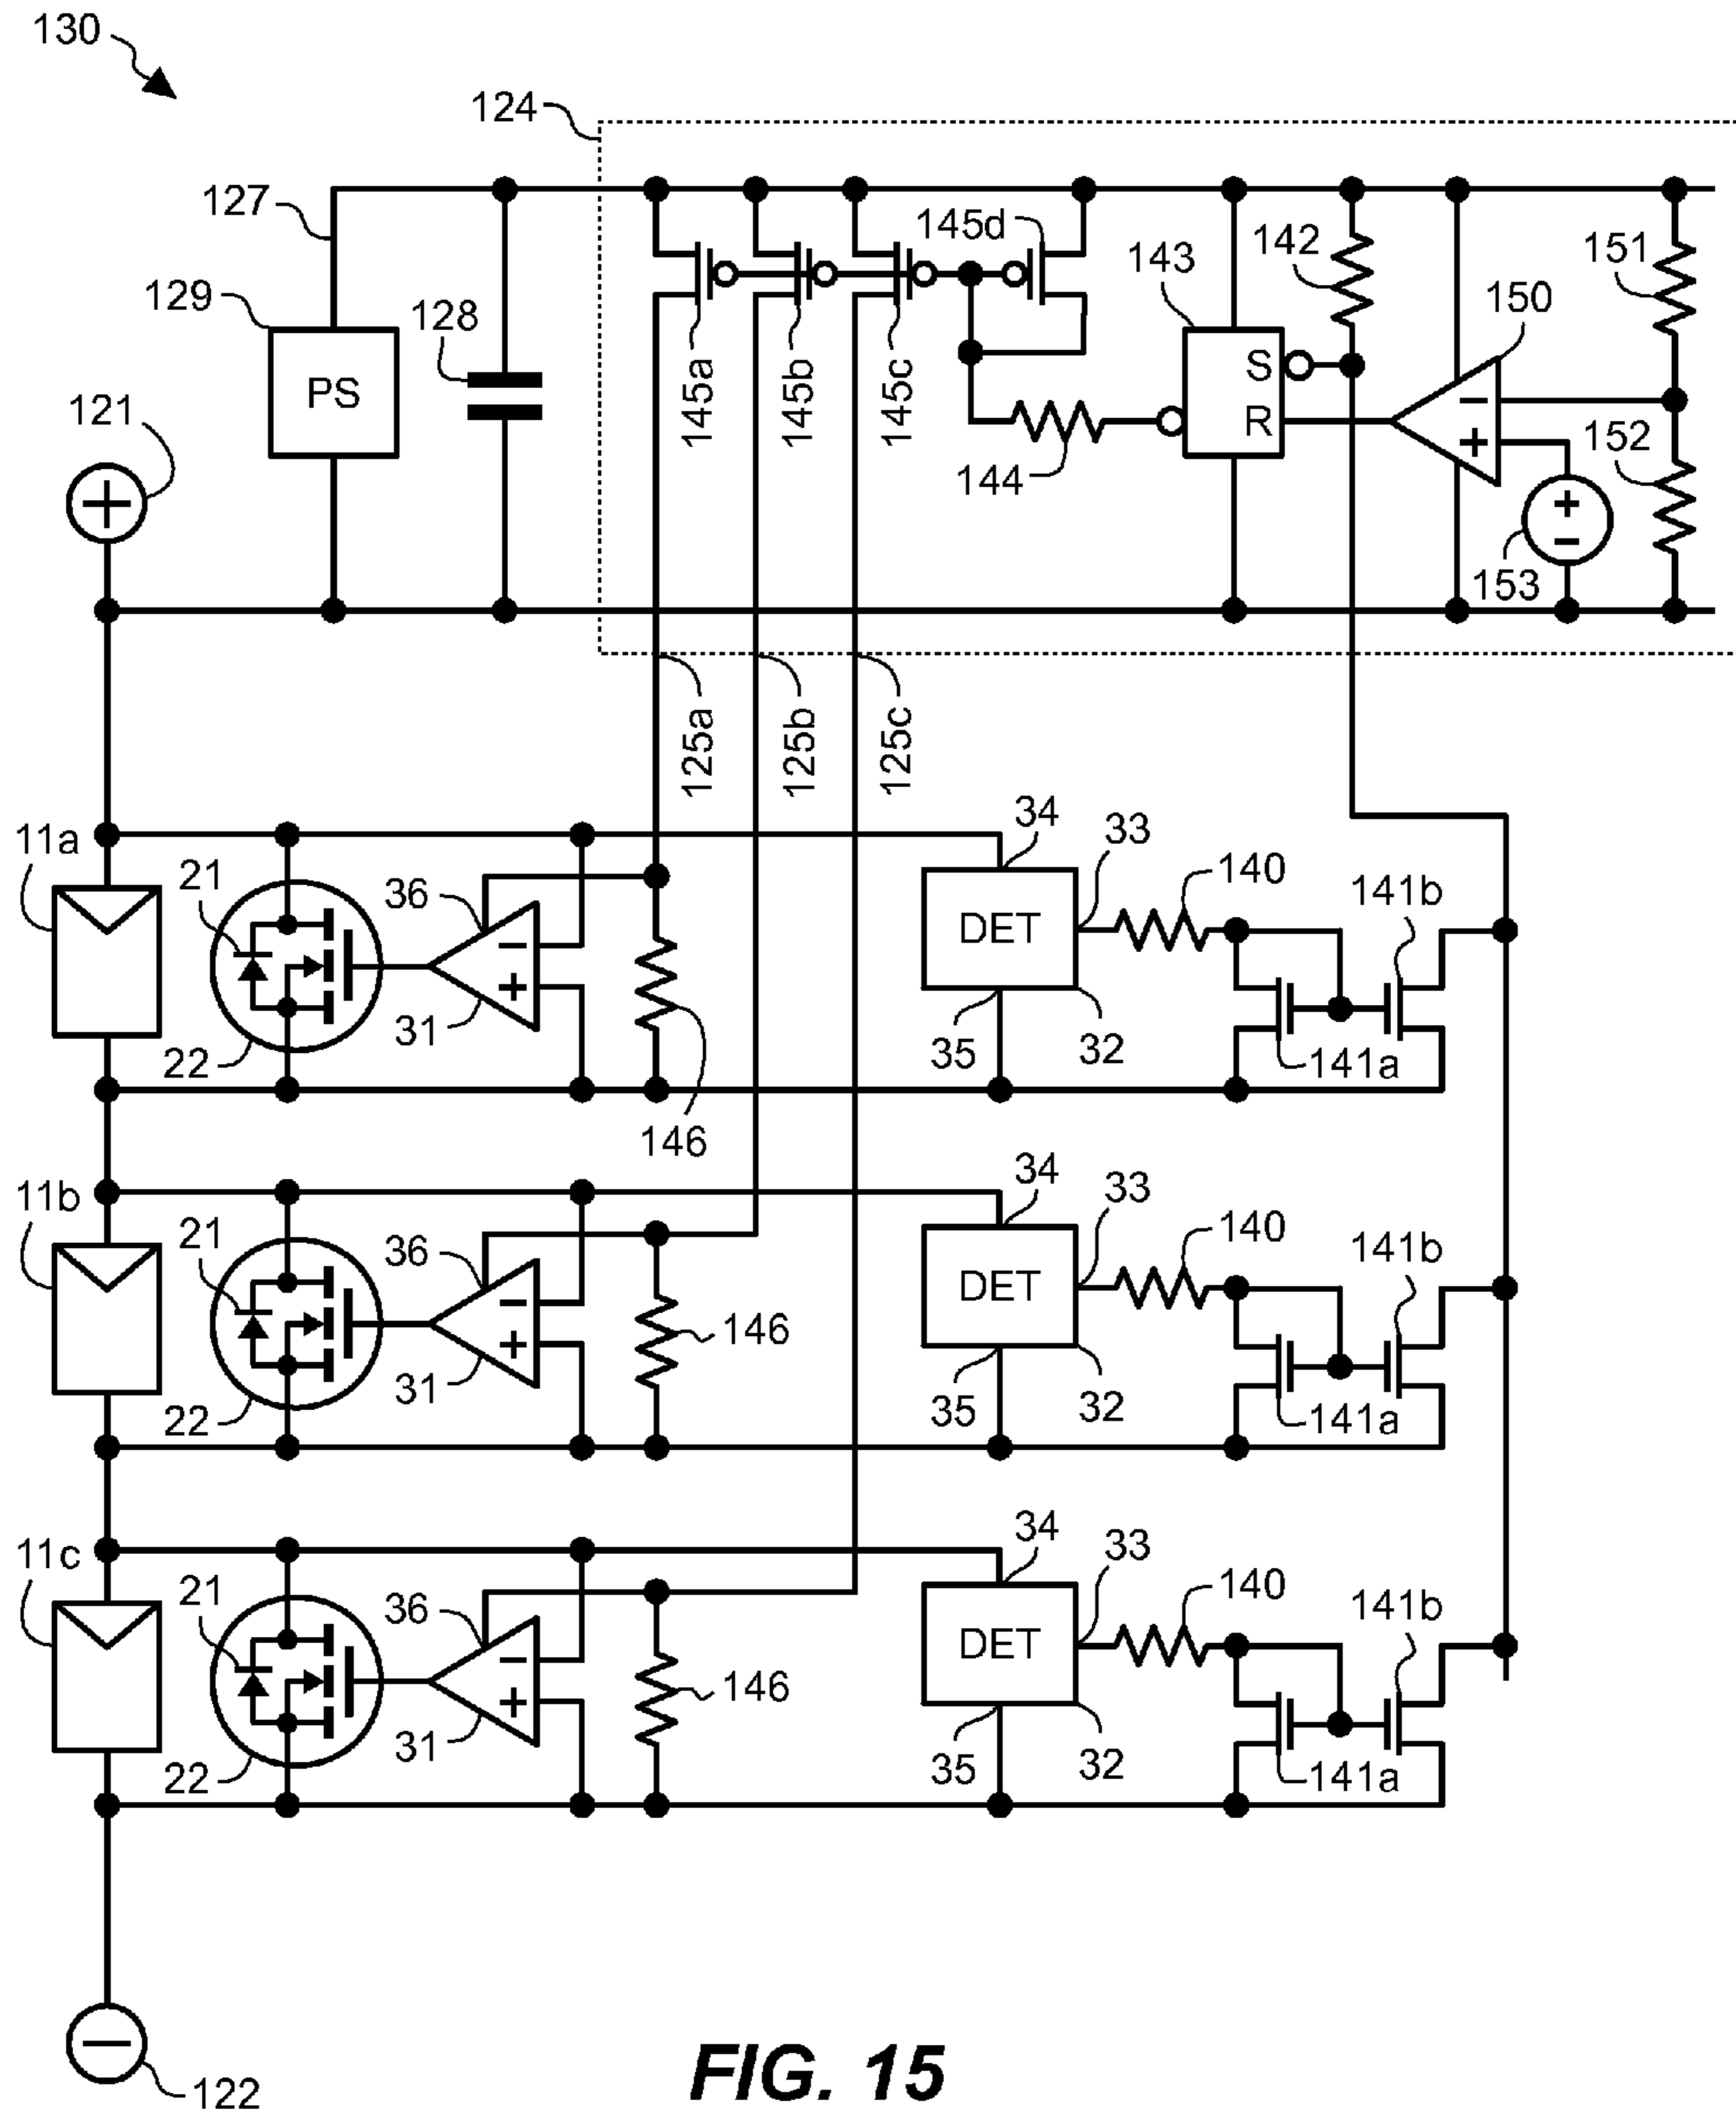 130
124
127
129
PS
128
121
+
145a
145b
145c
145d
144
143
S
R
142
150
-
+
151
152
+
-
153
125a
125b
125c
11a
21
22
36
31
-
+
146
34
33
DET
35
32
140
141b
141a
11b
21
22
36
31
-
+
146
34
33
DET
35
32
140
141b
141a
11c
21
22
36
31
-
+
146
34
33
DET
35
32
140
141b
141a
-
122
FIG. 15